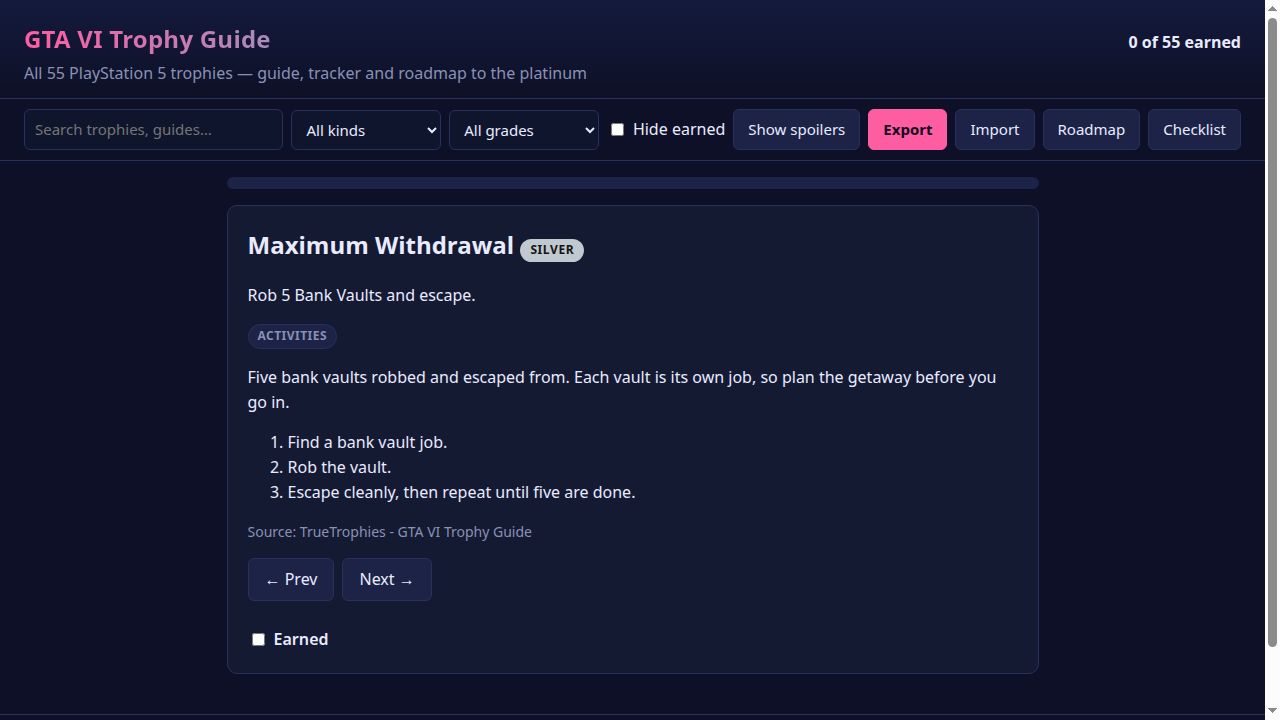 GTA VI Trophy Guide
0 of 55 earned
All 55 PlayStation 5 trophies — guide, tracker and roadmap to the platinum
Search trophies, guides...
All kinds
All grades
Hide earned
Show spoilers
Export
Import
Roadmap
Checklist
Maximum Withdrawal SILVER
Rob 5 Bank Vaults and escape.
ACTIVITIES
Five bank vaults robbed and escaped from. Each vault is its own job, so plan the getaway before you
go in.
1. Find a bank vault job.
2. Rob the vault.
3. Escape cleanly, then repeat until five are done.
Source: TrueTrophies - GTA VI Trophy Guide
← Prev
Next →
Earned